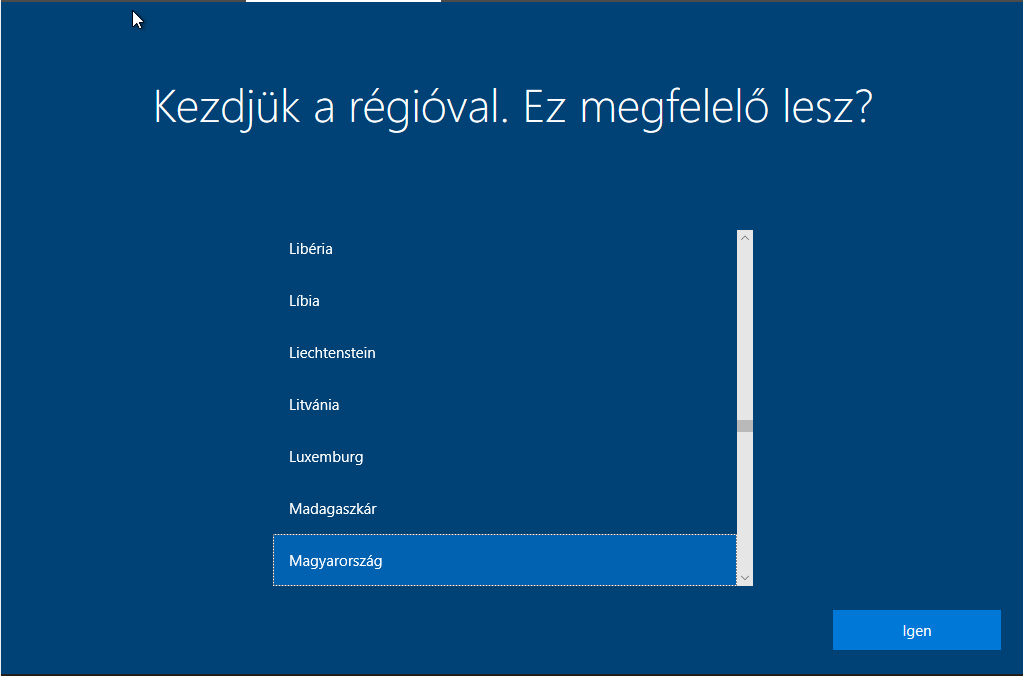 Kezdjük a régióval. Ez megfelelő lesz?
Libéria
Líbia
Liechtenstein
Litvánia
Luxemburg
Madagaszkár
Magyarország
Igen